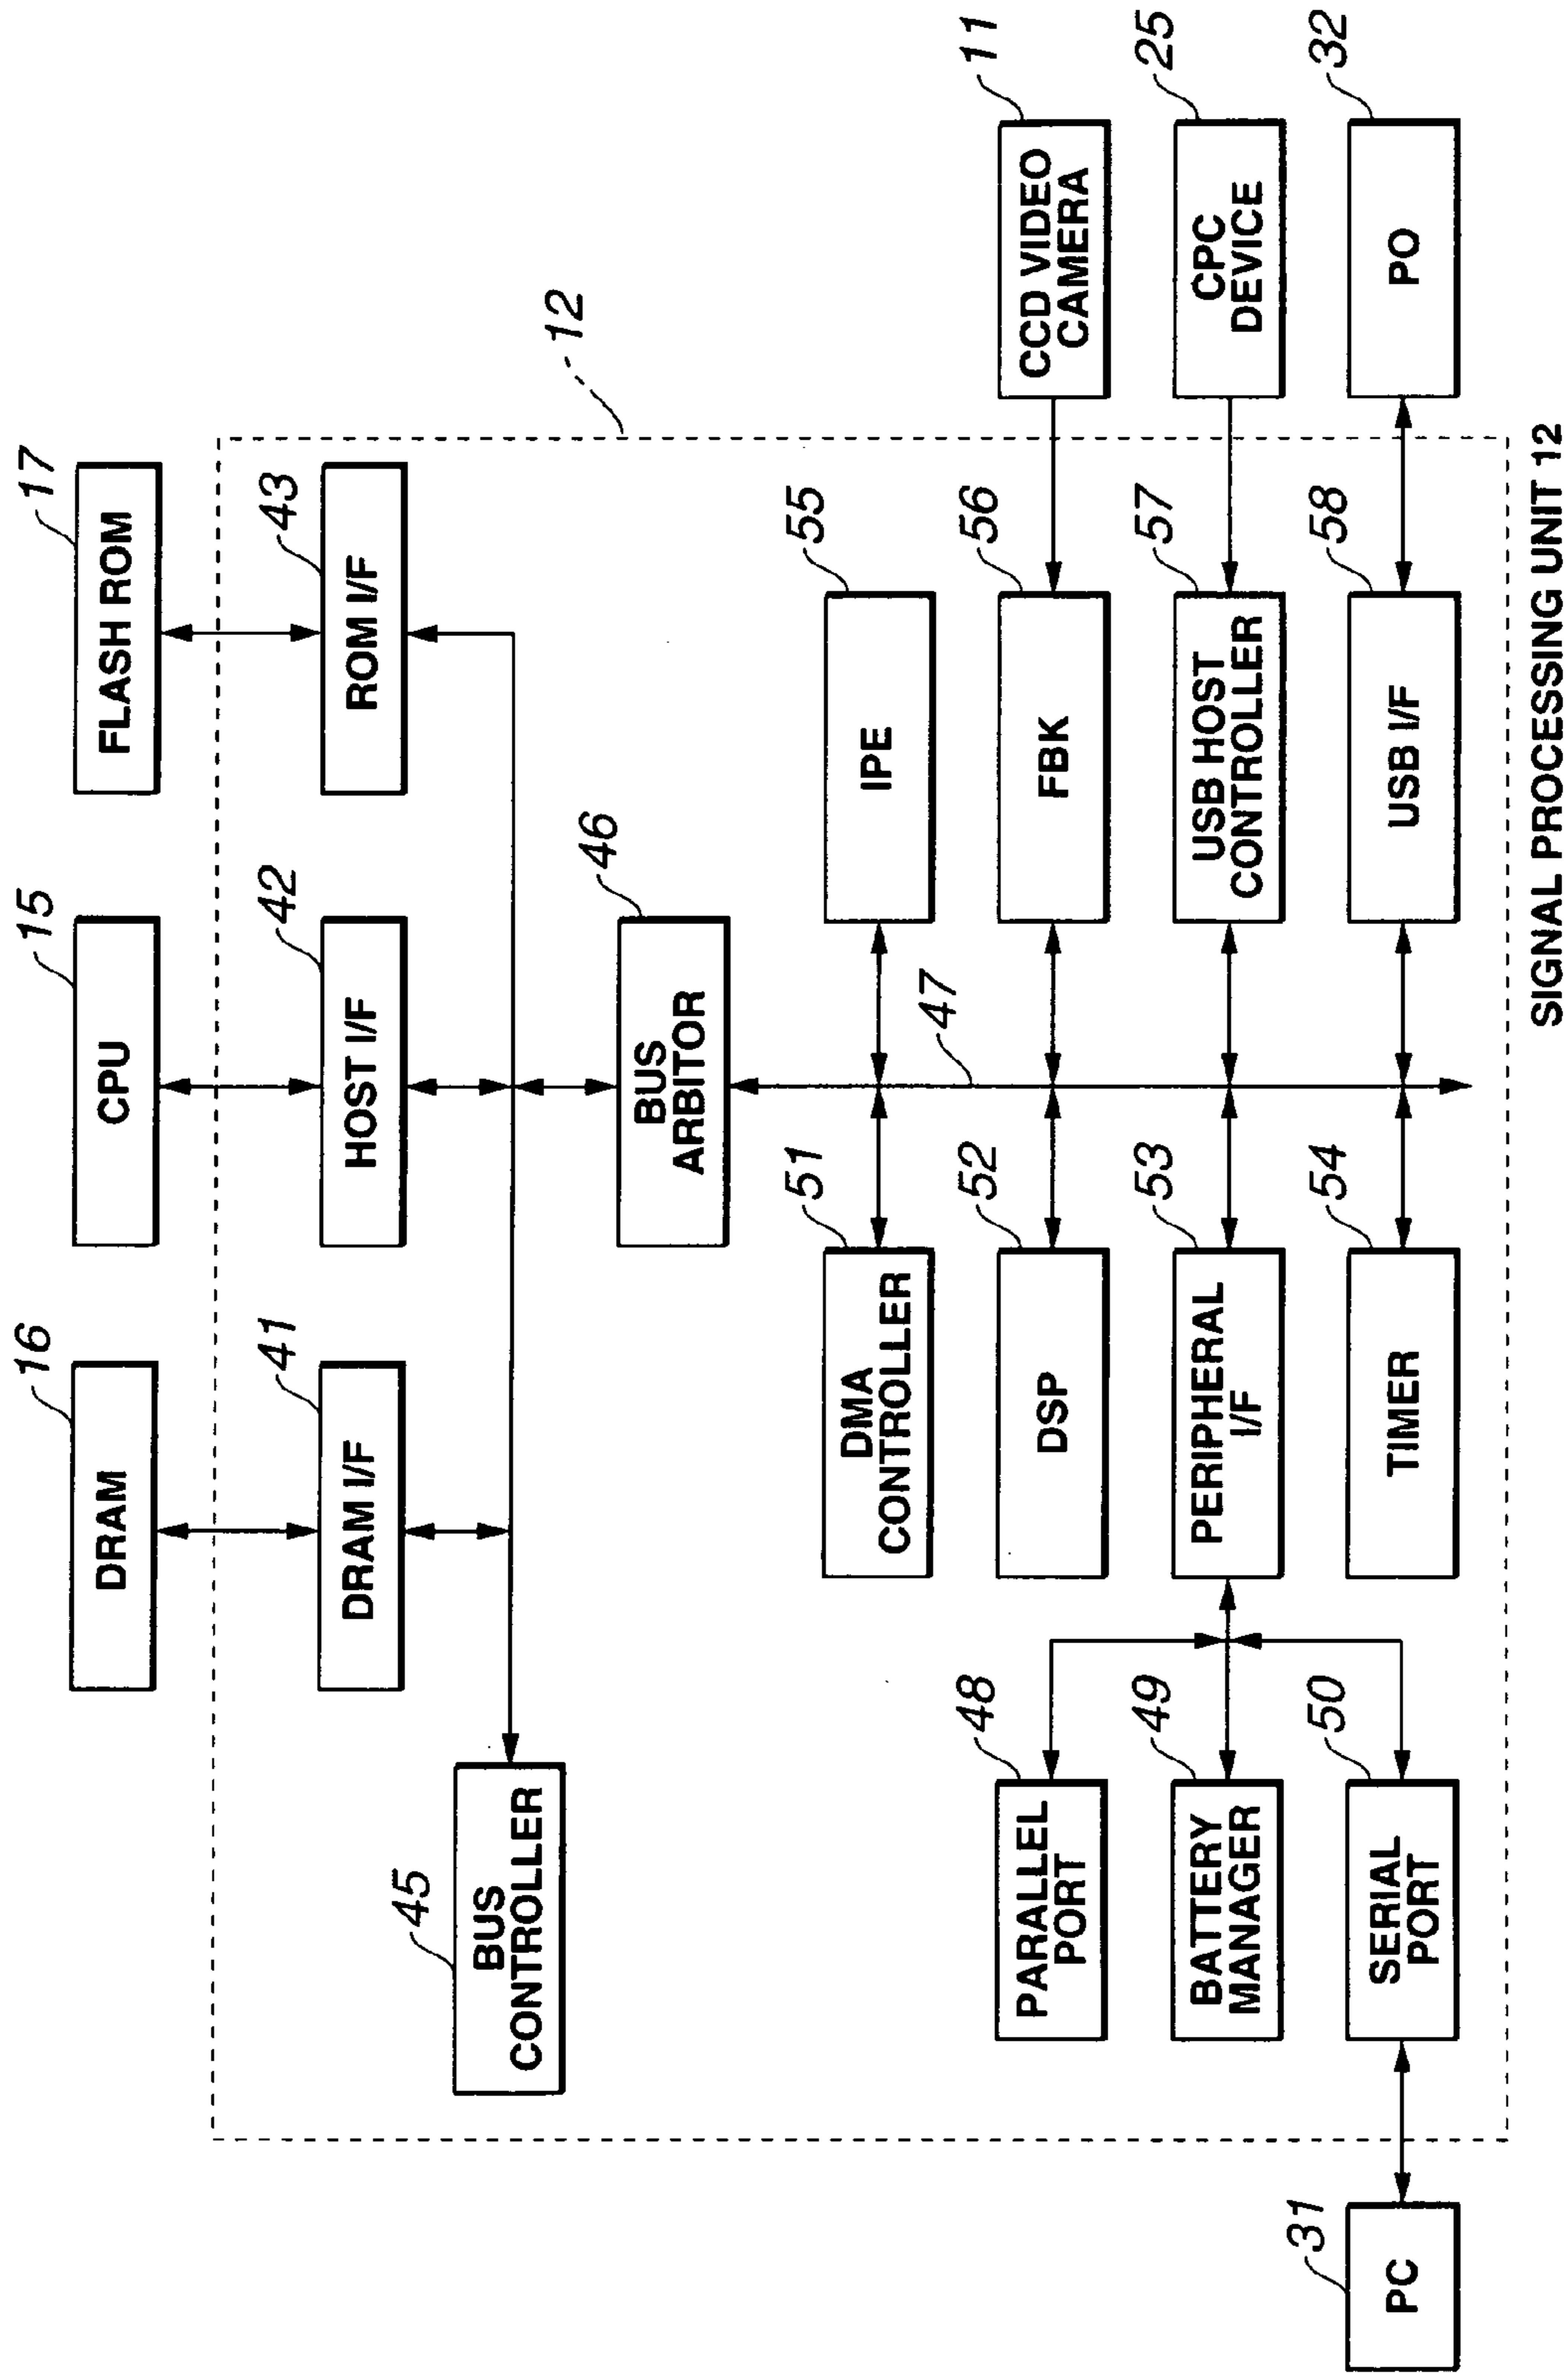 16
DRAM
15
CPU
17
FLASH ROM
12
41
DRAM I/F
42
HOST I/F
43
ROM I/F
45
BUS
CONTROLLER
46
BUS
ARBITOR
47
51
DMA
CONTROLLER
55
IPE
48
PARALLEL
PORT
52
DSP
56
FBK
11
CCD VIDEO
CAMERA
49
BATTERY
MANAGER
53
PERIPHERAL
I/F
57
USB HOST
CONTROLLER
25
CPC
DEVICE
31
PC
50
SERIAL
PORT
54
TIMER
58
USB I/F
32
PO
SIGNAL PROCESSING UNIT 12